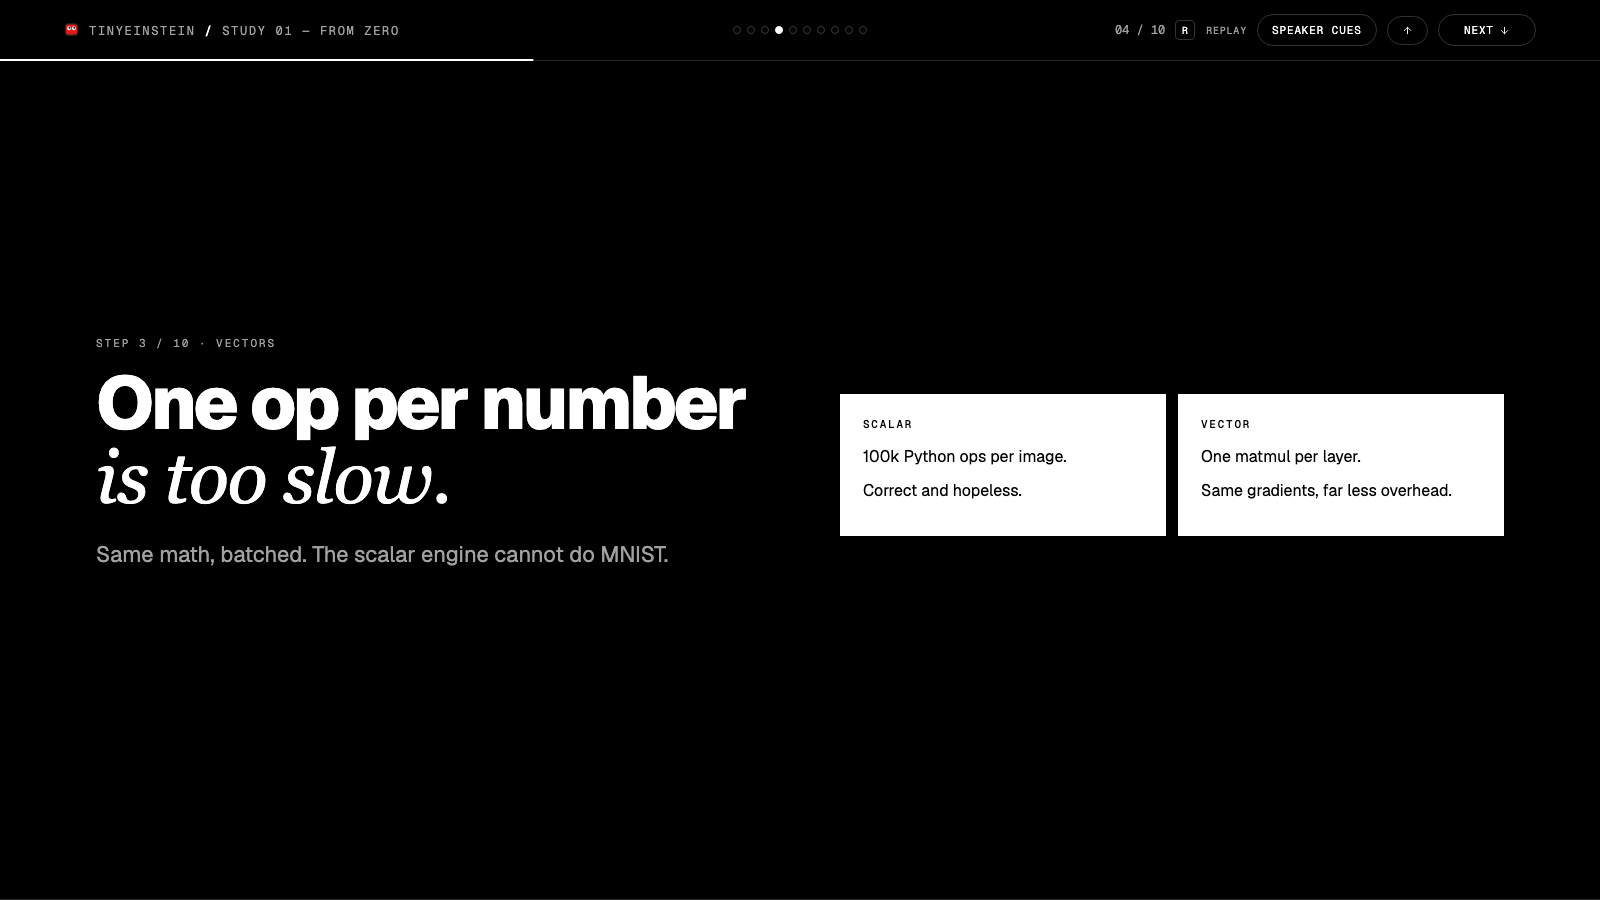 TINYEINSTEIN / STUDY 01 — FROM ZERO
04 / 10 R REPLAY SPEAKER CUES ↑ NEXT ↓
STEP 3 / 10 · VECTORS
One op per number
is too slow.
Same math, batched. The scalar engine cannot do MNIST.
SCALAR
100k Python ops per image.
Correct and hopeless.
VECTOR
One matmul per layer.
Same gradients, far less overhead.